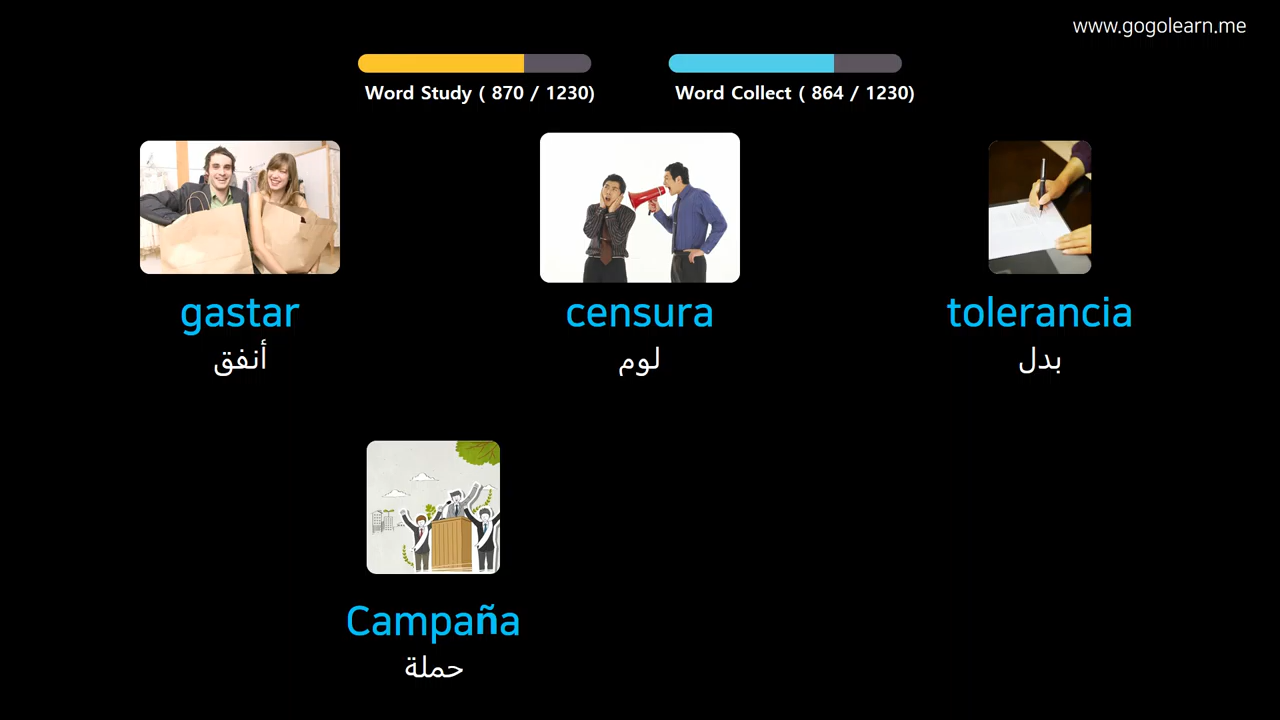 www.gogolearn.me
Word Study ( 870 / 1230)
Word Collect ( 864 / 1230)
gastar
أنفق
censura
لوم
tolerancia
بدل
Campaña
حملة